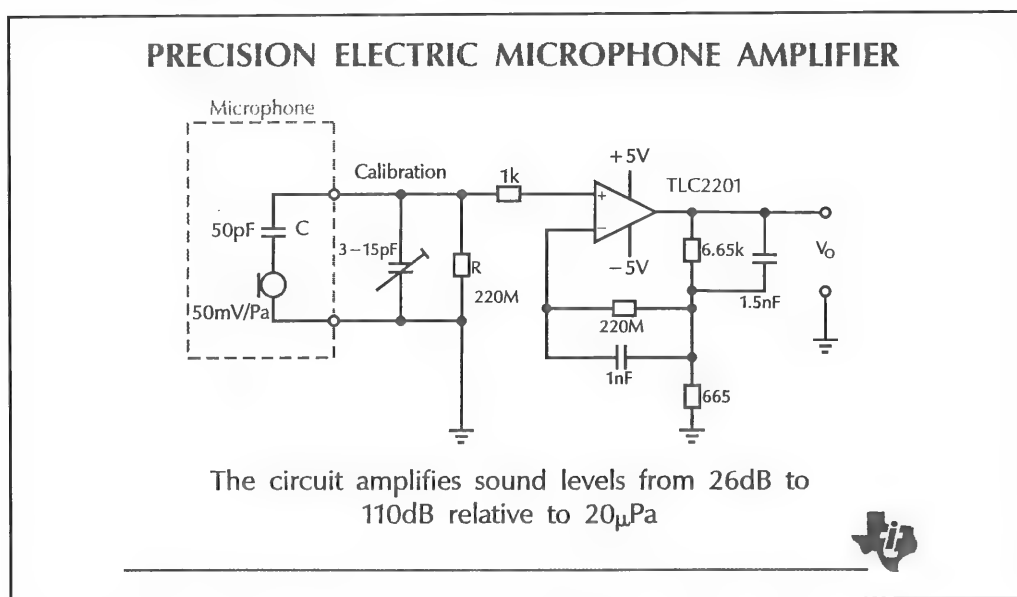 PRECISION ELECTRIC MICROPHONE AMPLIFIER
Microphone
Calibration
1k
+5V
TLC2201
+
−
50pF
C
3−15pF
6.65k
V₀
−5V
R
50mV/Pa
220M
220M
1.5nF
1nF
665
The circuit amplifies sound levels from 26dB to
110dB relative to 20μPa
i